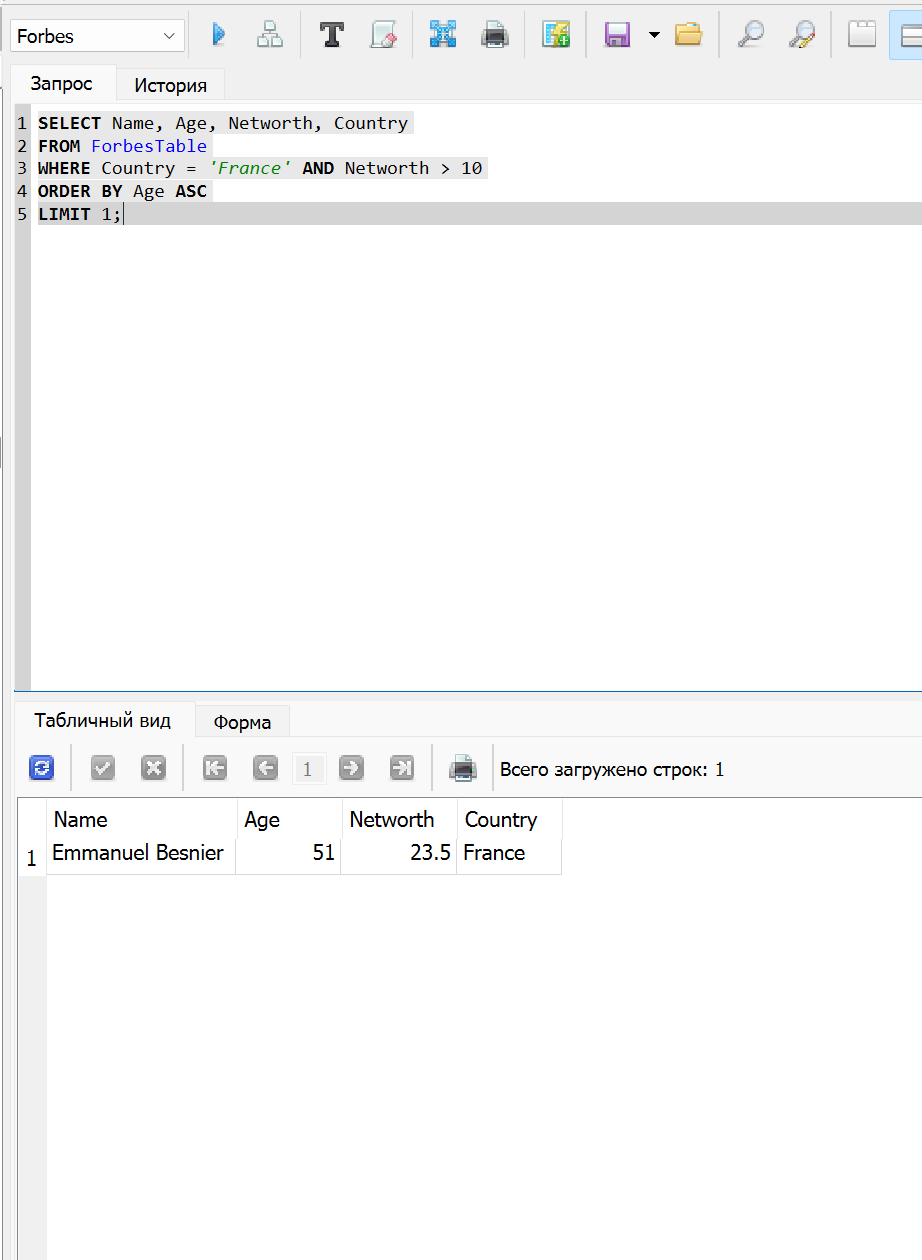 Forbes
Запрос
История
1 SELECT Name, Age, Networth, Country
2 FROM ForbesTable
3 WHERE Country = 'France' AND Networth > 10
4 ORDER BY Age ASC
5 LIMIT 1;
Табличный вид
Форма
1
Всего загружено строк: 1
Name Age Networth Country
1 Emmanuel Besnier 51 23.5 France